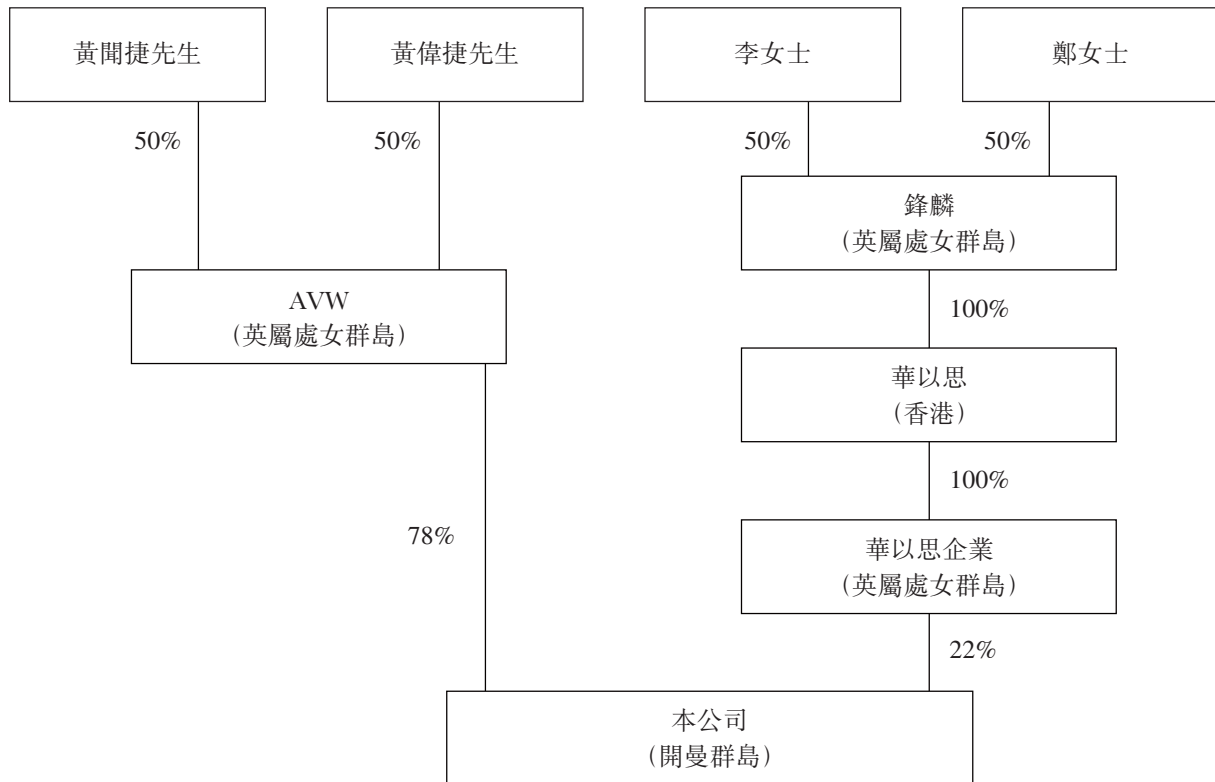 黃聞捷先生
黃偉捷先生
李女士
鄭女士
50%
50%
50%
50%
鋒麟
(英屬處女群島)
AVW
(英屬處女群島)
100%
華以思
(香港)
100%
78%
華以思企業
(英屬處女群島)
22%
本公司
(開曼群島)